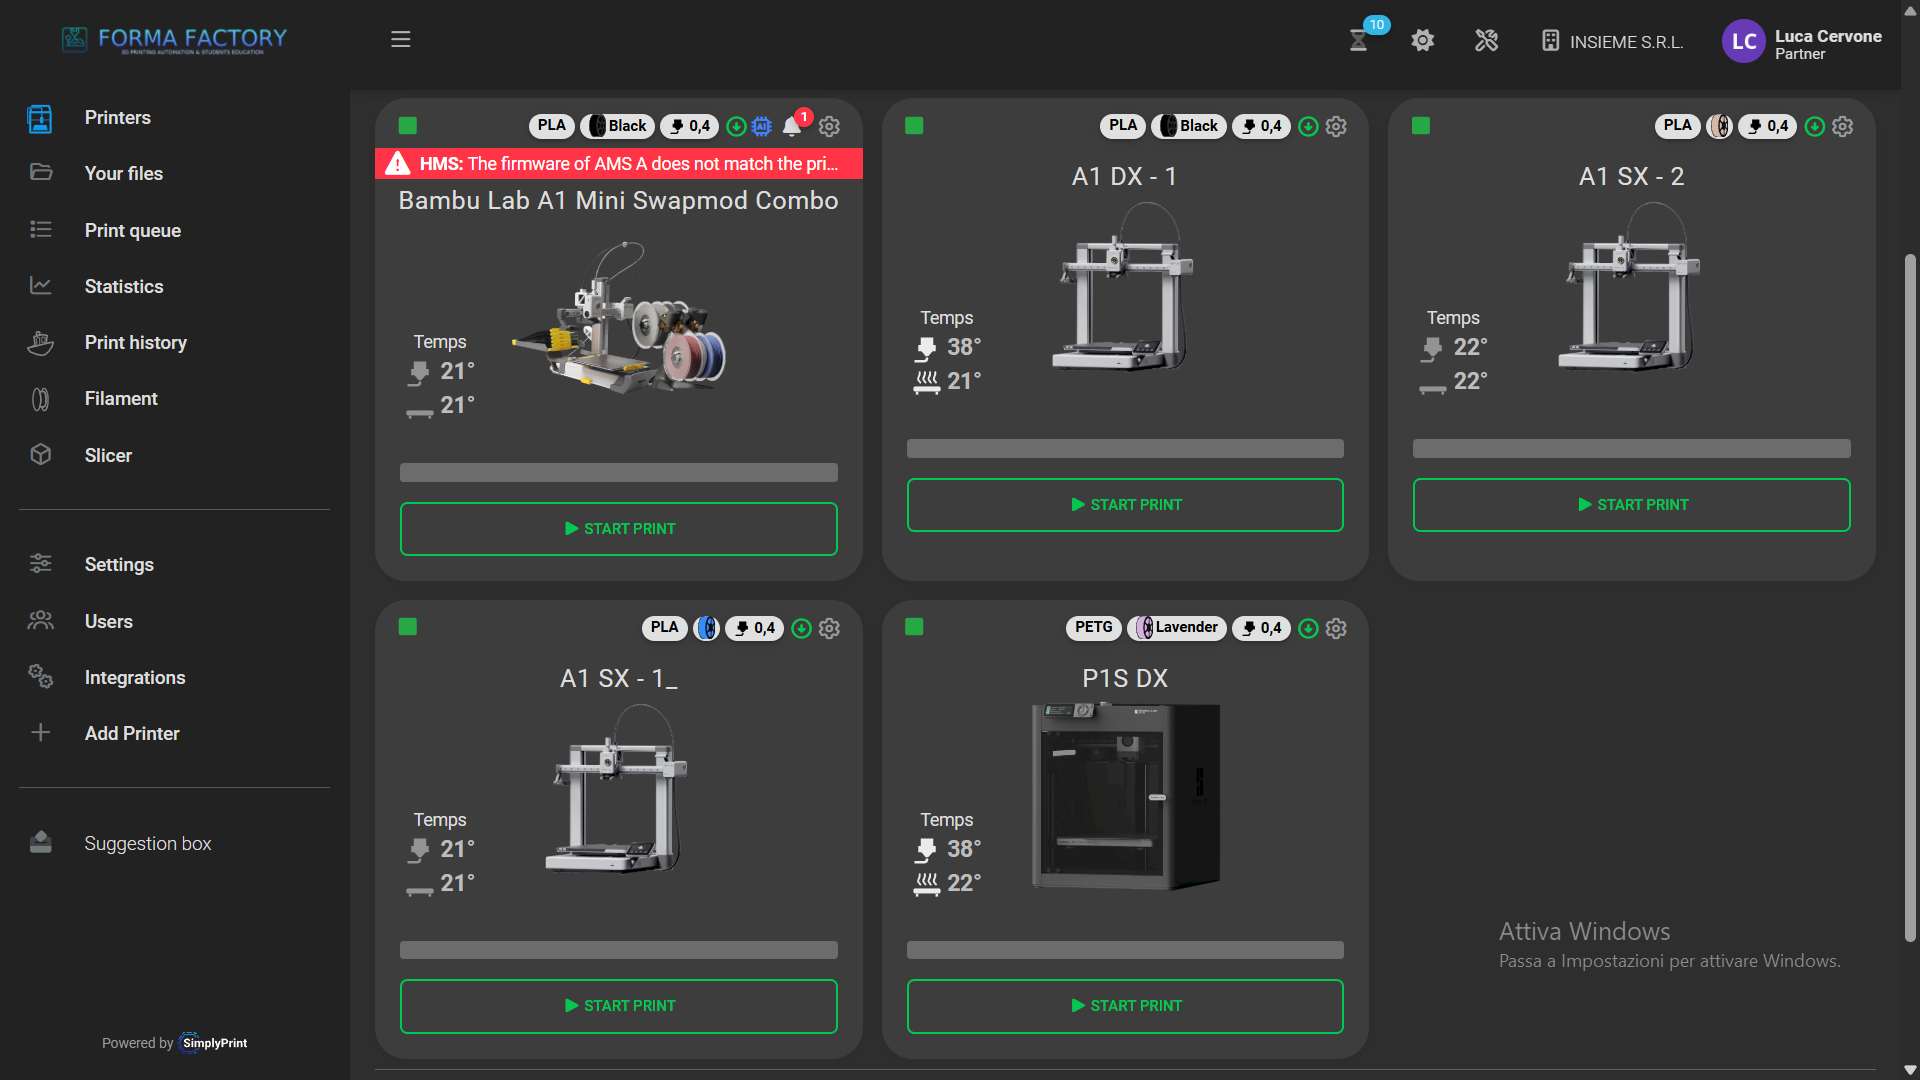 FORMA FACTORY
3D PRINTING AUTOMATION & STUDENTS EDUCATION
10
INSIEME S.R.L.
LC
Luca Cervone
Partner
Printers
Your files
Print queue
Statistics
Print history
Filament
Slicer
Settings
Users
Integrations
Add Printer
Suggestion box
Powered by SimplyPrint
PLA Black 0,4 AI 1
HMS: The firmware of AMS A does not match the pri...
Bambu Lab A1 Mini Swapmod Combo
Temps
21°
21°
START PRINT
PLA Black 0,4
A1 DX - 1
Temps
38°
21°
START PRINT
PLA 0,4
A1 SX - 2
Temps
22°
22°
START PRINT
PLA 0,4
A1 SX - 1_
Temps
21°
21°
START PRINT
PETG Lavender 0,4
P1S DX
Temps
38°
22°
START PRINT
Attiva Windows
Passa a Impostazioni per attivare Windows.